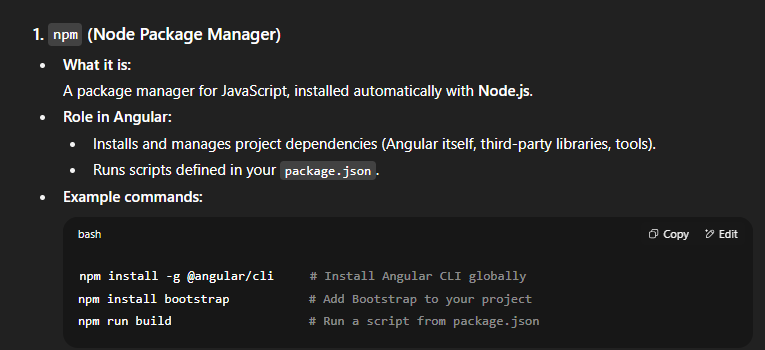 1. npm (Node Package Manager)
• What it is:
A package manager for JavaScript, installed automatically with Node.js.
• Role in Angular:
• Installs and manages project dependencies (Angular itself, third-party libraries, tools).
• Runs scripts defined in your package.json.
• Example commands:
bash Copy Edit
npm install -g @angular/cli # Install Angular CLI globally
npm install bootstrap # Add Bootstrap to your project
npm run build # Run a script from package.json